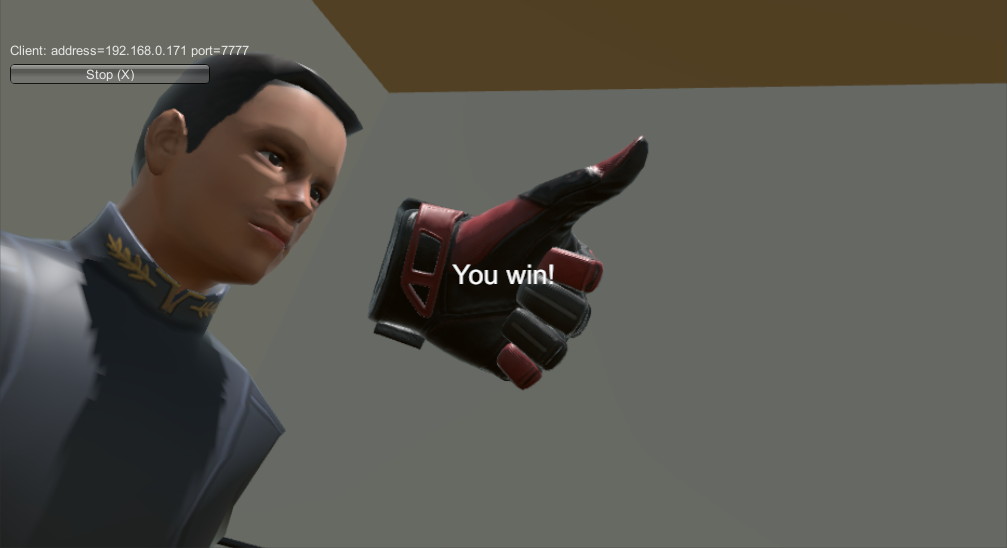 Client: address=192.168.0.171 port=7777
Stop (X)
You win!